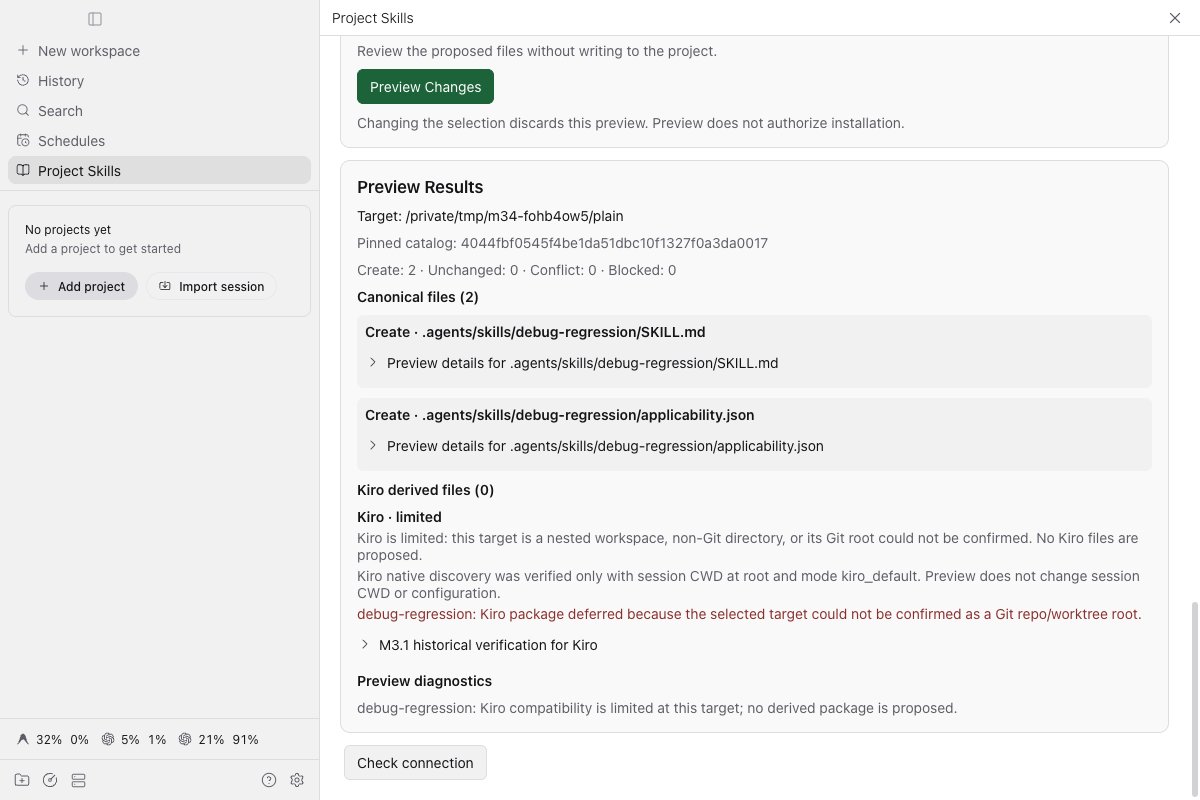 Project Skills
New workspace
History
Search
Schedules
Project Skills
No projects yet
Add a project to get started
Add project
Import session
32% 0% 5% 1% 21% 91%
Review the proposed files without writing to the project.
Preview Changes
Changing the selection discards this preview. Preview does not authorize installation.
Preview Results
Target: /private/tmp/m34-fohb4ow5/plain
Pinned catalog: 4044fbf0545f4be1da51dbc10f1327f0a3da0017
Create: 2 · Unchanged: 0 · Conflict: 0 · Blocked: 0
Canonical files (2)
Create · .agents/skills/debug-regression/SKILL.md
Preview details for .agents/skills/debug-regression/SKILL.md
Create · .agents/skills/debug-regression/applicability.json
Preview details for .agents/skills/debug-regression/applicability.json
Kiro derived files (0)
Kiro · limited
Kiro is limited: this target is a nested workspace, non-Git directory, or its Git root could not be confirmed. No Kiro files are
proposed.
Kiro native discovery was verified only with session CWD at root and mode kiro_default. Preview does not change session
CWD or configuration.
debug-regression: Kiro package deferred because the selected target could not be confirmed as a Git repo/worktree root.
M3.1 historical verification for Kiro
Preview diagnostics
debug-regression: Kiro compatibility is limited at this target; no derived package is proposed.
Check connection